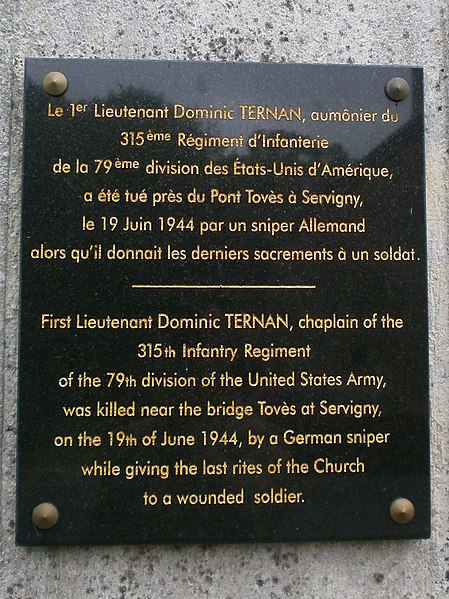 Le 1er Lieutenant Dominic TERNAN, aumônier du
315ème Régiment d'Infanterie
de la 79ème division des États-Unis d'Amérique,
a été tué près du Pont Tovès à Servigny,
le 19 Juin 1944 par un sniper Allemand
alors qu'il donnait les derniers sacrements à un soldat.
First Lieutenant Dominic TERNAN, chaplain of the
315th Infantry Regiment
of the 79th division of the United States Army,
was killed near the bridge Tovès at Servigny,
on the 19th of June 1944, by a German sniper
while giving the last rites of the Church
to a wounded soldier.